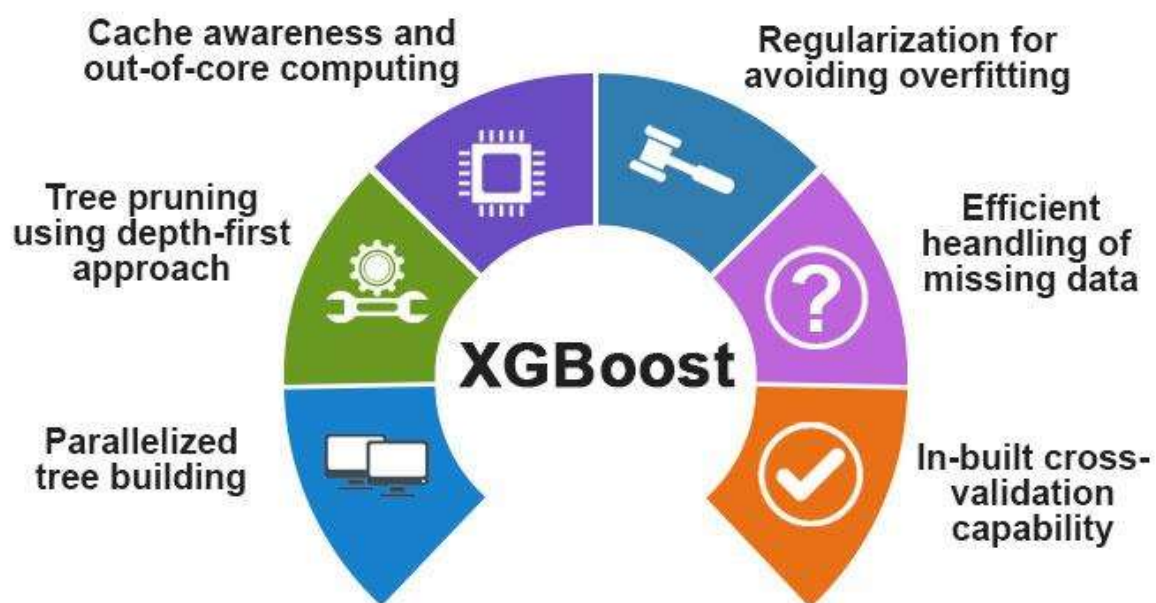 Cache awareness and
out-of-core computing
Regularization for
avoiding overfitting
Tree pruning
using depth-first
approach
Efficient
heandling of
missing data
XGBoost
Parallelized
tree building
In-built cross-
validation
capability